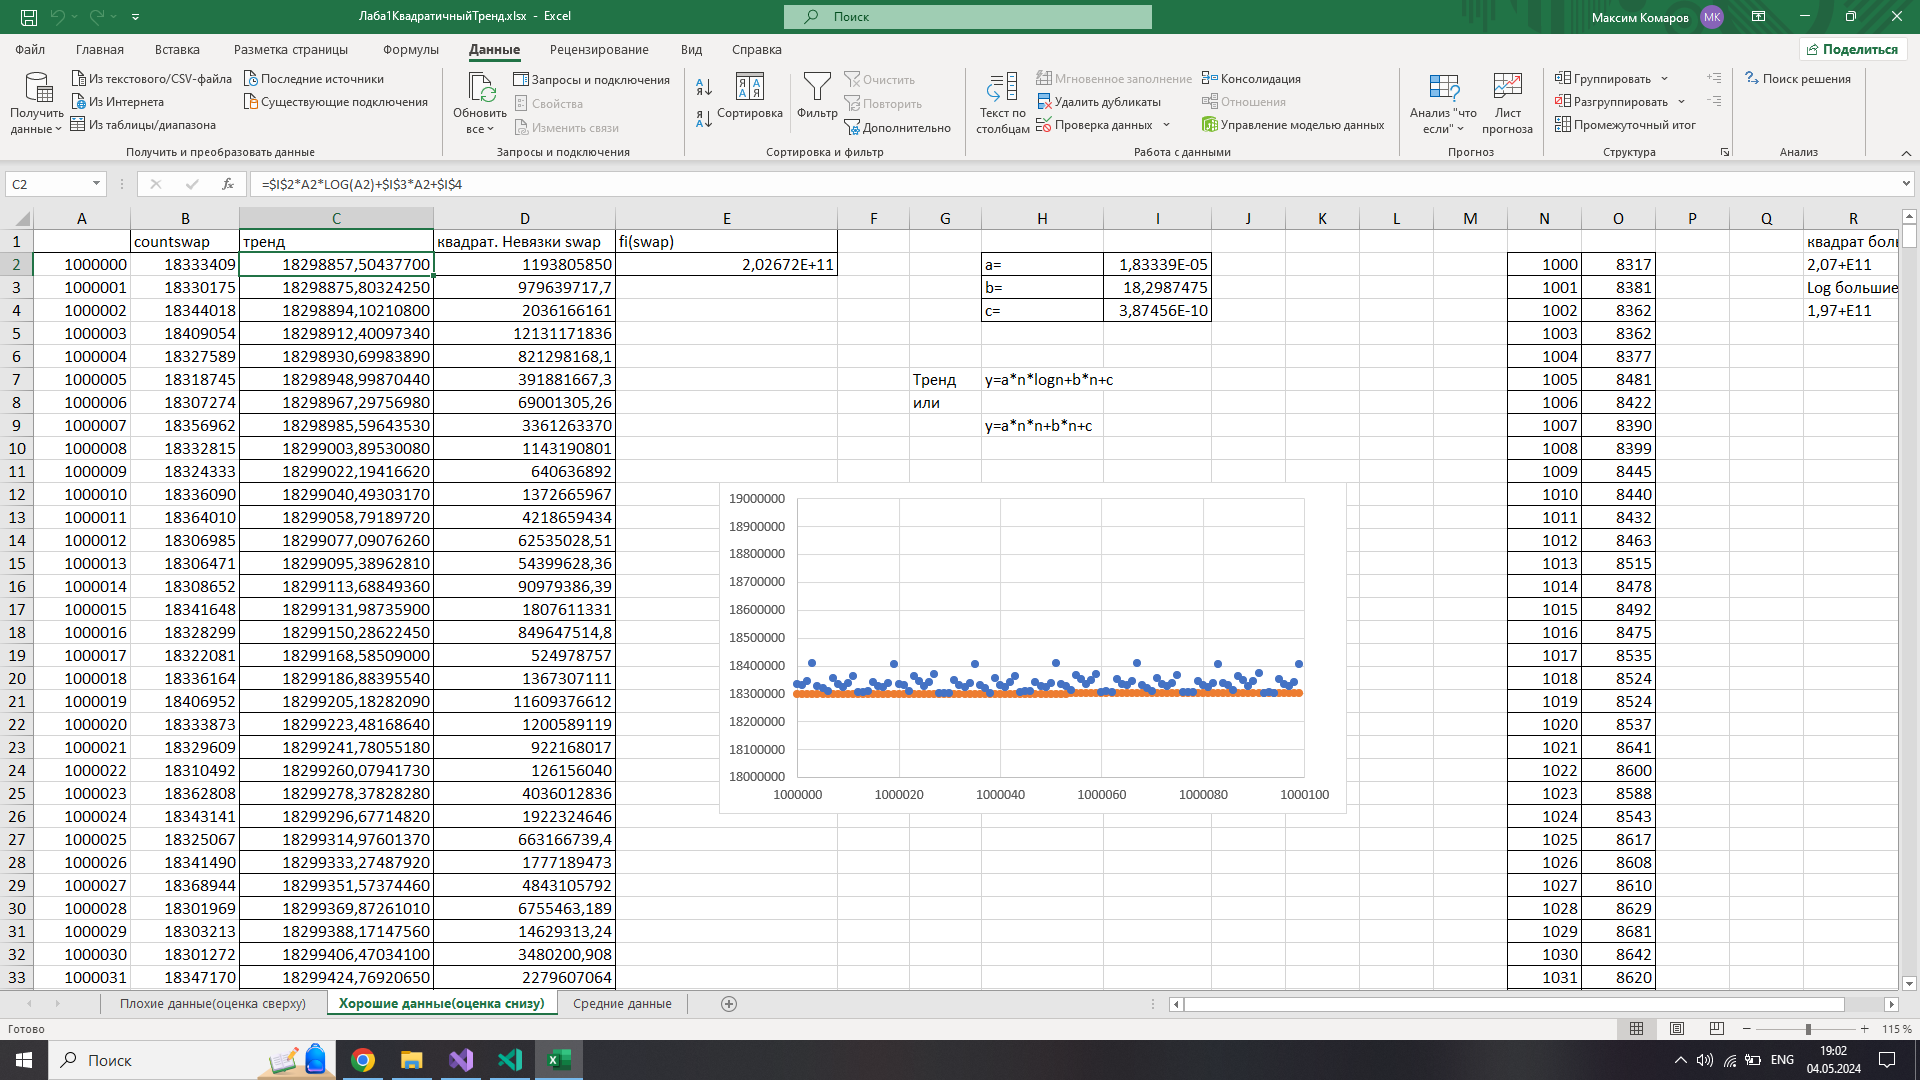 ЛабаІКвадратичныйТренд.xlsx - Excel
Поиск
Максим Комаров
МК
Файл Главная Вставка Разметка страницы Формулы Данные Рецензирование Вид Справка
Поделиться
Получить данные
Из текстового/CSV-файла
Из Интернета
Из таблицы/диапазона
Последние источники
Существующие подключения
Получить и преобразовать данные
Обновить все
Запросы и подключения
Свойства
Изменить связи
Запросы и подключения
Сортировка
Фильтр
Очистить
Повторить
Дополнительно
Сортировка и фильтр
Текст по столбцам
Мгновенное заполнение
Удалить дубликаты
Проверка данных
Консолидация
Отношения
Управление моделью данных
Работа с данными
Анализ "что если"
Лист прогноза
Прогноз
Группировать
Разгруппировать
Промежуточный итог
Структура
Поиск решения
Анализ
C2
fx
=$I$2*A2*LOG(A2)+$I$3*A2+$I$4
A B C D E F G H I J K L M N O P Q R
1 countswap тренд квадрат. Невязки swap fi(swap) квадрат боль
2 1000000 18333409 18298857,50437700 1193805850 2,02672E+11 a= 1,83339E-05 1000 8317 2,07+E11
3 1000001 18330175 18298875,80324250 979639717,7 b= 18,2987475 1001 8381 Log большие
4 1000002 18344018 18298894,10210800 2036166161 c= 3,87456E-10 1002 8362 1,97+E11
5 1000003 18409054 18298912,40097340 12131171836 1003 8362
6 1000004 18327589 18298930,69983890 821298168,1 1004 8377
7 1000005 18318745 18298948,99870440 391881667,3 Тренд y=a*n*logn+b*n+c 1005 8481
8 1000006 18307274 18298967,29756980 69001305,26 или 1006 8422
9 1000007 18356962 18298985,59643530 3361263370 y=a*n*n+b*n+c 1007 8390
10 1000008 18332815 18299003,89530080 1143190801 1008 8399
11 1000009 18324333 18299022,19416620 640636892 1009 8445
12 1000010 18336090 18299040,49303170 1372665967 1010 8440
13 1000011 18364010 18299058,79189720 4218659434 1011 8432
14 1000012 18306985 18299077,09076260 62535028,51 1012 8463
15 1000013 18306471 18299095,38962810 54399628,36 1013 8515
16 1000014 18308652 18299113,68849360 90979386,39 1014 8478
17 1000015 18341648 18299131,98735900 1807611331 1015 8492
18 1000016 18328299 18299150,28622450 849647514,8 1016 8475
19 1000017 18322081 18299168,58509000 524978757 1017 8535
20 1000018 18336164 18299186,88395540 1367307111 1018 8524
21 1000019 18406952 18299205,18282090 11609376612 1019 8524
22 1000020 18333873 18299223,48168640 1200589119 1020 8537
23 1000021 18329609 18299241,78055180 922168017 1021 8641
24 1000022 18310492 18299260,07941730 126156040 1022 8600
25 1000023 18362808 18299278,37828280 4036012836 1023 8588
26 1000024 18343141 18299296,67714820 1922324646 1024 8543
27 1000025 18325067 18299314,97601370 663166739,4 1025 8617
28 1000026 18341490 18299333,27487920 1777189473 1026 8608
29 1000027 18368944 18299351,57374460 4843105792 1027 8610
30 1000028 18301969 18299369,87261010 6755463,189 1028 8629
31 1000029 18303213 18299388,17147560 14629313,24 1029 8681
32 1000030 18301272 18299406,47034100 3480200,908 1030 8642
33 1000031 18347170 18299424,76920650 2279607064 1031 8620
19000000
18900000
18800000
18700000
18600000
18500000
18400000
18300000
18200000
18100000
18000000
1000000 1000020 1000040 1000060 1000080 1000100
Плохие данные(оценка сверху) Хорошие данные(оценка снизу) Средние данные
Готово
115 %
Поиск
ENG
19:02
04.05.2024